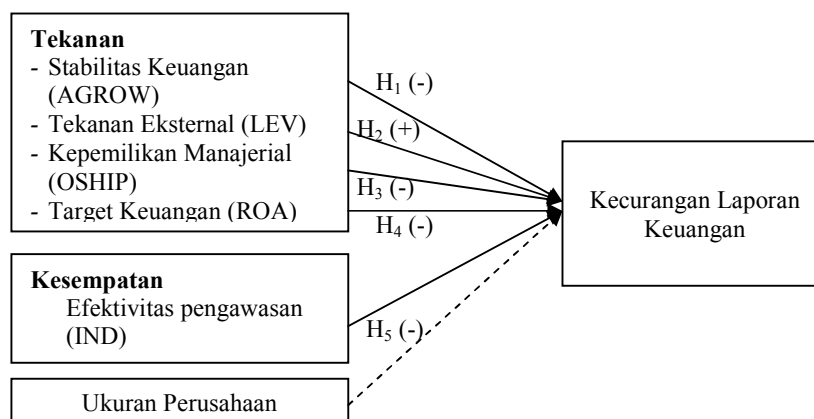 Tekanan
- Stabilitas Keuangan
(AGROW)
- Tekanan Eksternal (LEV)
- Kepemilikan Manajerial
(OSHIP)
- Target Keuangan (ROA)
H₁ (-)
H₂ (+)
H₃ (-)
H₄ (-)
Kecurangan Laporan
Keuangan
Kesempatan
Efektivitas pengawasan
(IND)
H₅ (-)
Ukuran Perusahaan